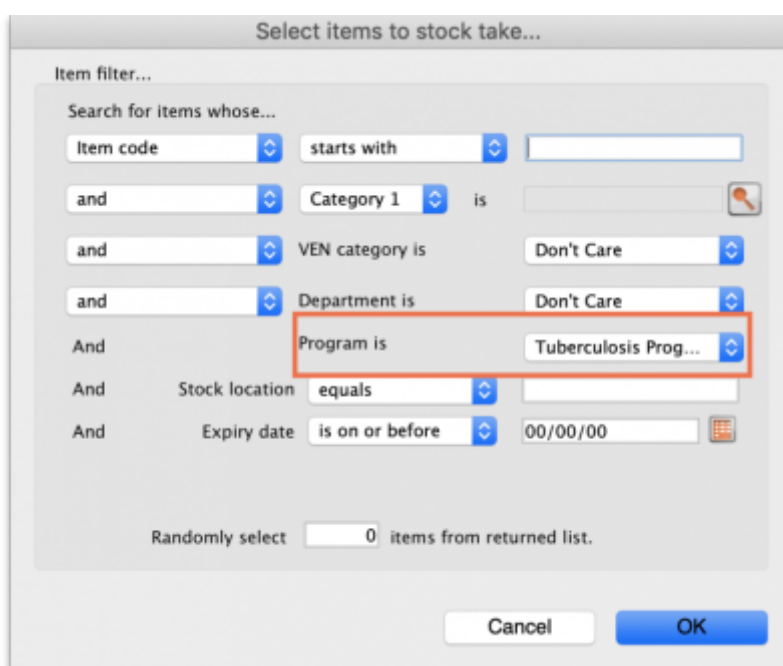 Select items to stock take...
Item filter...
Search for items whose...
Item code starts with
and Category 1 is
and VEN category is Don't Care
and Department is Don't Care
And Program is Tuberculosis Prog...
And Stock location equals
And Expiry date is on or before 00/00/00
Randomly select 0 items from returned list.
Cancel OK